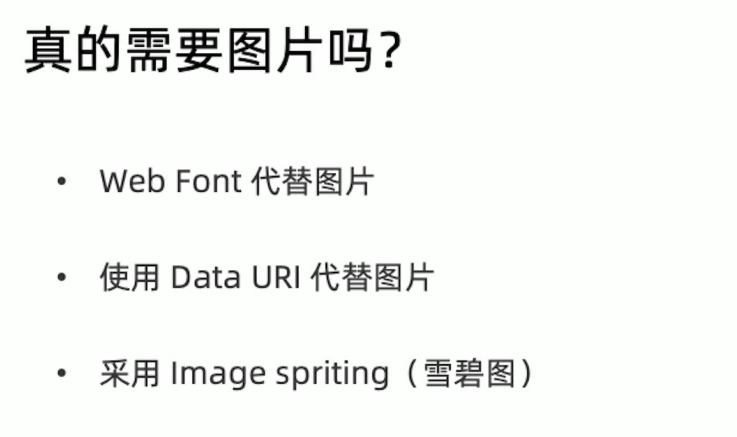 真的需要图片吗？
• Web Font 代替图片
• 使用 Data URI 代替图片
• 采用 Image spriting（雪碧图）